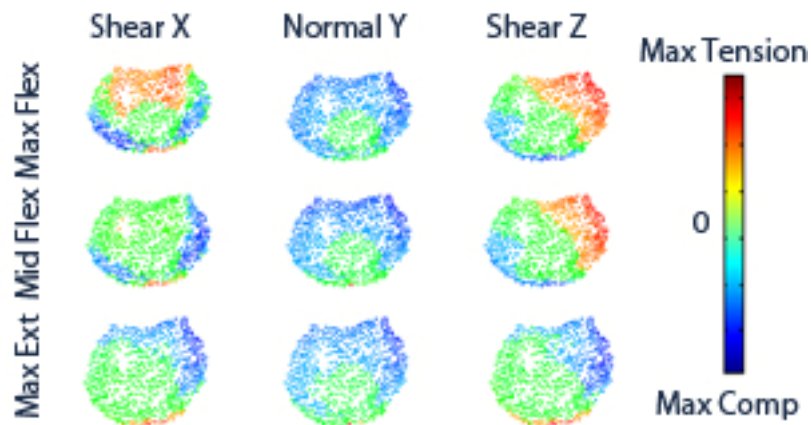 Shear X
Normal Y
Shear Z
Max Tension
Max Flex
Mid Flex
0
Max Ext
Max Comp